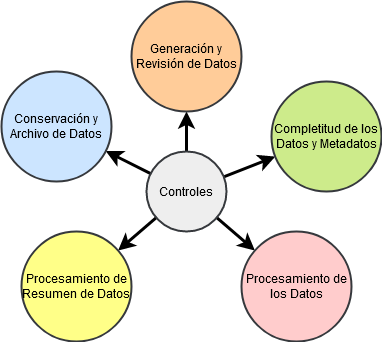 Generación y
Revisión de Datos
Conservación y
Archivo de Datos
Completitud de los
Datos y Metadatos
Controles
Procesamiento de
Resumen de Datos
Procesamiento de
los Datos